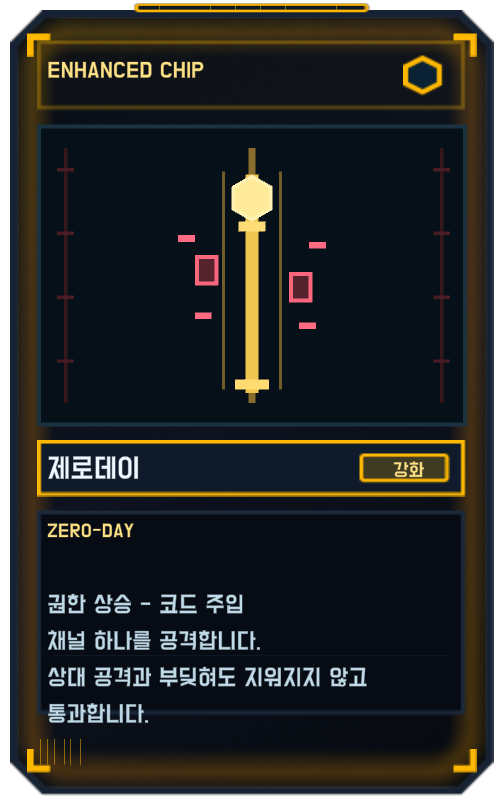 ENHANCED CHIP
제로데이
강화
ZERO-DAY
권한 상승 - 코드 주입
채널 하나를 공격합니다.
상대 공격과 부딪혀도 지워지지 않고
통과합니다.